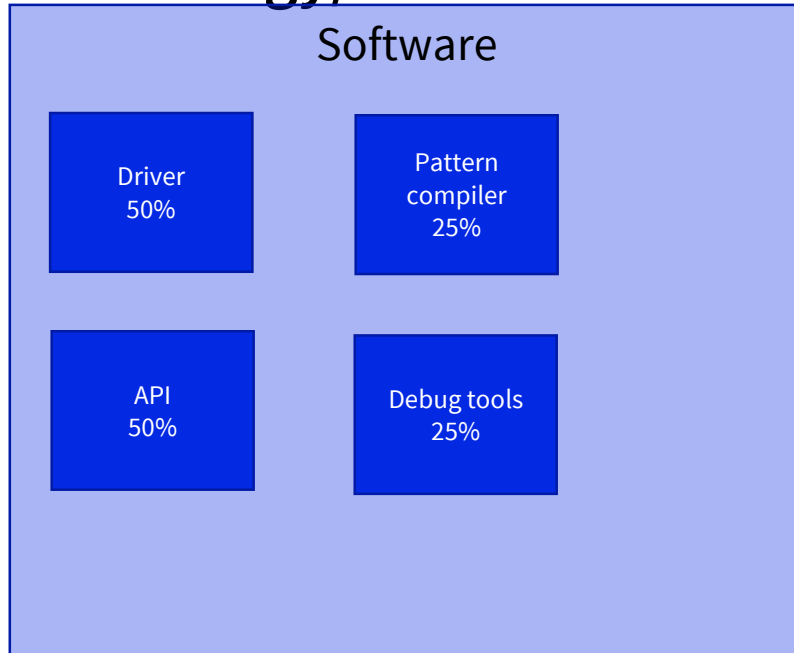 Software
Driver
50%
Pattern
compiler
25%
API
50%
Debug tools
25%